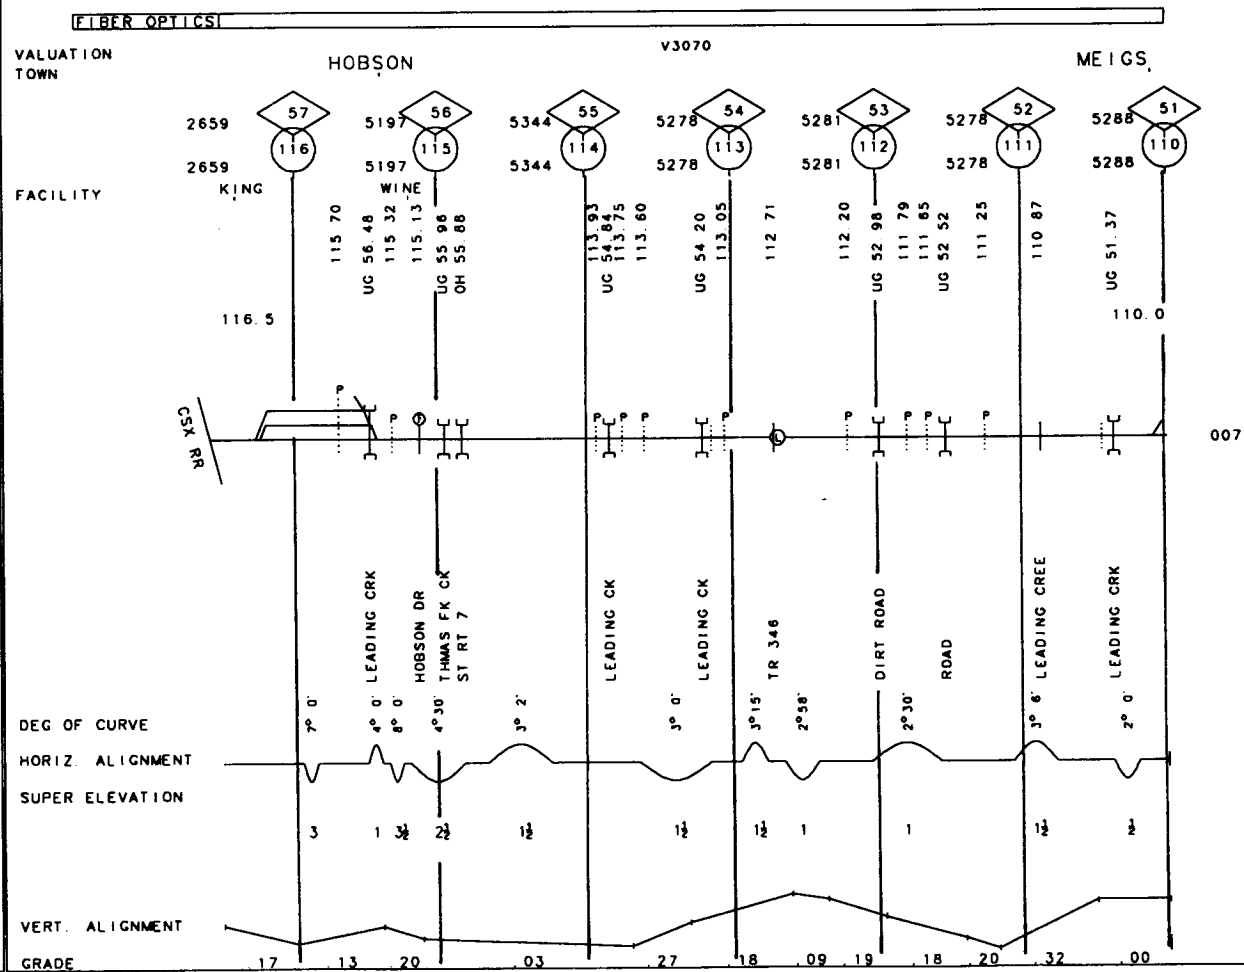 FIBER OPTICS
VALUATION V3070
TOWN HOBSON MEIGS
57 56 55 54 53 52 51
2659 5197 5344 5278 5281 5278 5288
116 115 114 113 112 111 110
2659 5197 5344 5278 5281 5278 5288
FACILITY KING WINE
115 70
UG 56.48
115 32
115.13
UG 55 98
OH 55.88
113.93
UG 54.84
113.75
113.60
UG 54 20
113.05
112 71
112.20
UG 52 98
111 79
111 65
UG 52 52
111 25
110 87
UG 51.37
116.5 110.0
P P P P P P P P P P
T
L
CSX RR
007
LEADING CRK
HOBSON DR
THMAS FK CK
ST RT 7
LEADING CK
LEADING CK
TR 346
DIRT ROAD
ROAD
LEADING CREE
LEADING CRK
DEG OF CURVE 7° 0' 4° 0' 8° 0' 4°30' 3° 2' 3° 0' 3°15' 2°58' 2°30' 3° 6' 2° 0'
HORIZ. ALIGNMENT
SUPER ELEVATION
3 1 3½ 2½ 1½ 1½ 1½ 1 1 1½ ½
VERT. ALIGNMENT
GRADE .17 .13 .20 .03 .27 .18 .09 .19 .18 .20 .32 .00